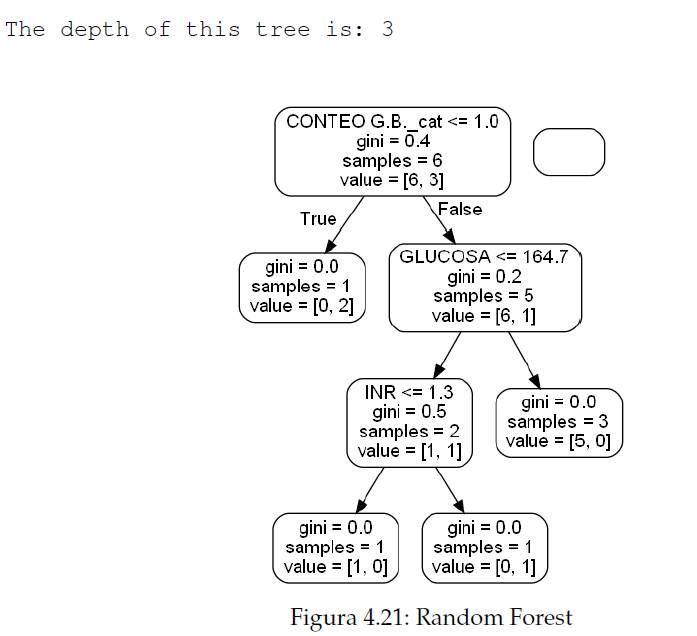 The depth of this tree is: 3
CONTEO G.B._cat <= 1.0
gini = 0.4
samples = 6
value = [6, 3]
True
False
gini = 0.0
samples = 1
value = [0, 2]
GLUCOSA <= 164.7
gini = 0.2
samples = 5
value = [6, 1]
INR <= 1.3
gini = 0.5
samples = 2
value = [1, 1]
gini = 0.0
samples = 3
value = [5, 0]
gini = 0.0
samples = 1
value = [1, 0]
gini = 0.0
samples = 1
value = [0, 1]
Figura 4.21: Random Forest